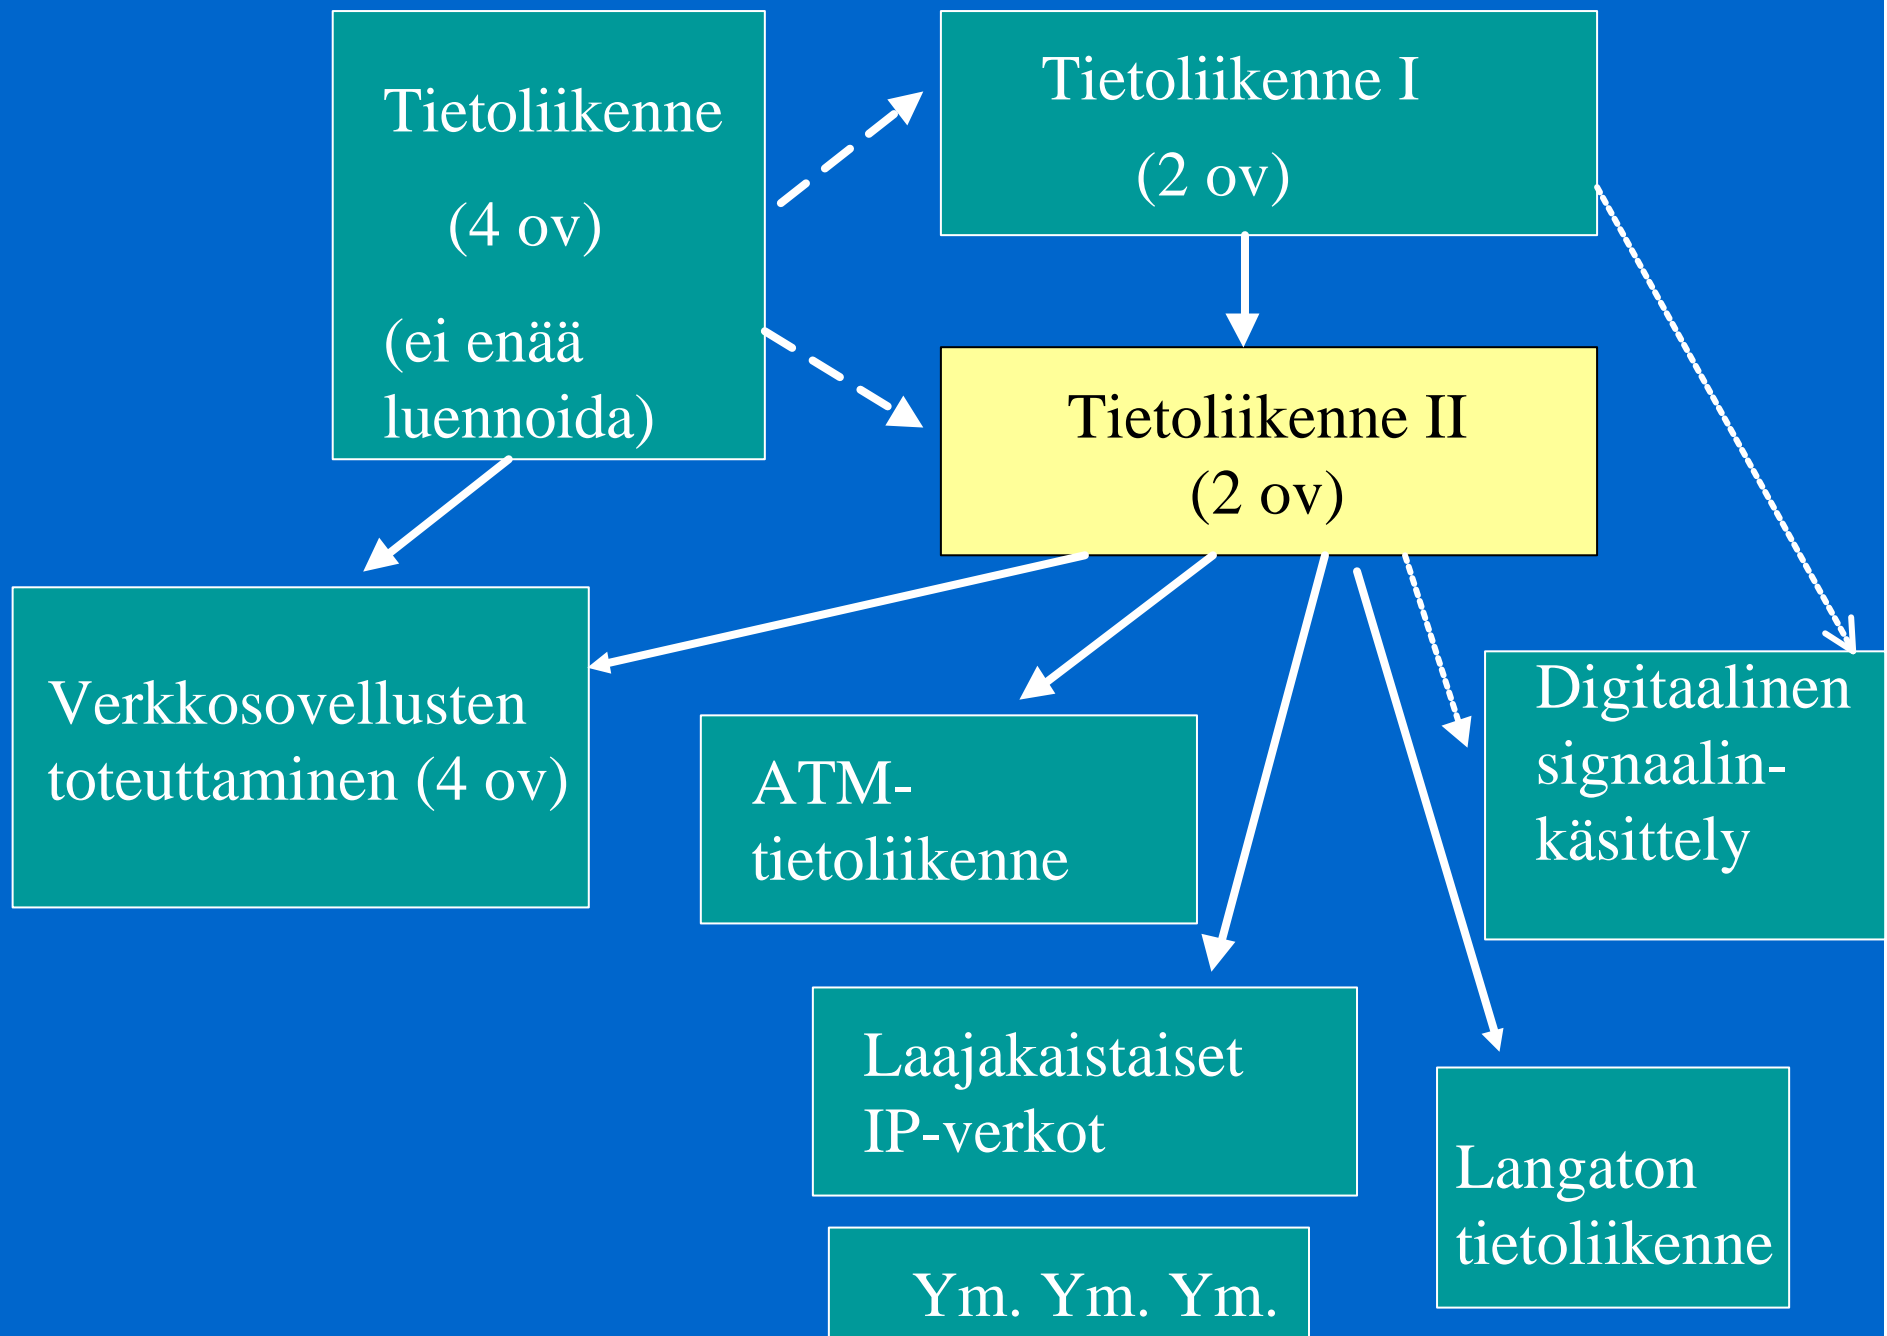 Tietoliikenne
(4 ov)
(ei enää
luennoida)
Tietoliikenne I
(2 ov)
Tietoliikenne II
(2 ov)
Verkkosovellusten
toteuttaminen (4 ov)
ATM-
tietoliikenne
Digitaalinen
signaalin-
käsittely
Laajakaistaiset
IP-verkot
Langaton
tietoliikenne
Ym. Ym. Ym.